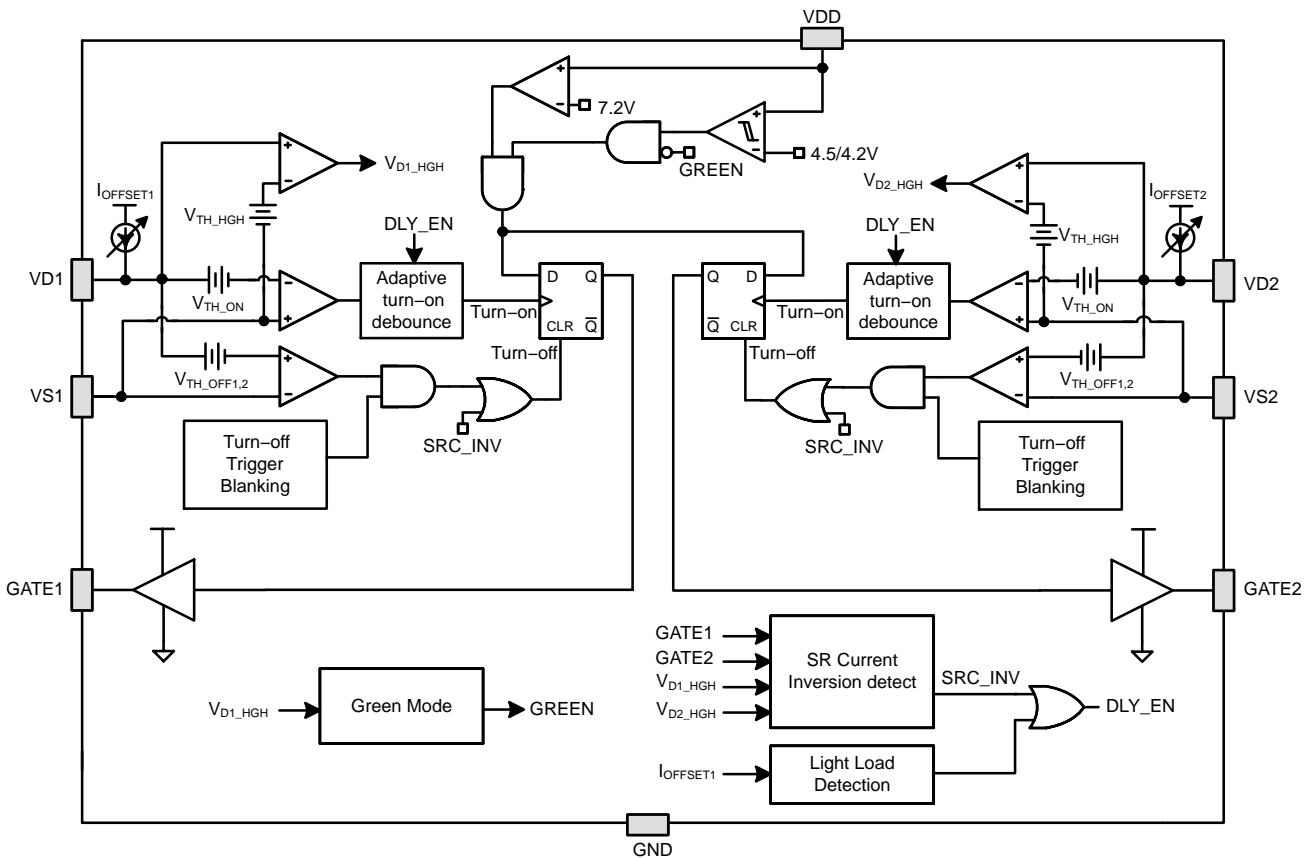 VDD
+
−
7.2V
+
−
4.5/4.2V
GREEN
+
−
VD1_HGH
IOFFSET1
VTH_HGH
DLY_EN
VD1
VTH_ON
−
+
Adaptive
turn−on
debounce
Turn−on
D
Q
CLR
Q
Turn−off
VTH_OFF1,2
+
−
VS1
SRC_INV
Turn−off
Trigger
Blanking
GATE1
+
−
VD2_HGH
IOFFSET2
VTH_HGH
DLY_EN
VD2
VTH_ON
−
+
Adaptive
turn−on
debounce
Turn−on
Q
D
Q
CLR
Turn−off
VTH_OFF1,2
+
−
VS2
SRC_INV
Turn−off
Trigger
Blanking
GATE2
VD1_HGH
Green Mode
GREEN
GATE1
GATE2
VD1_HGH
VD2_HGH
SR Current
Inversion detect
SRC_INV
DLY_EN
IOFFSET1
Light Load
Detection
GND